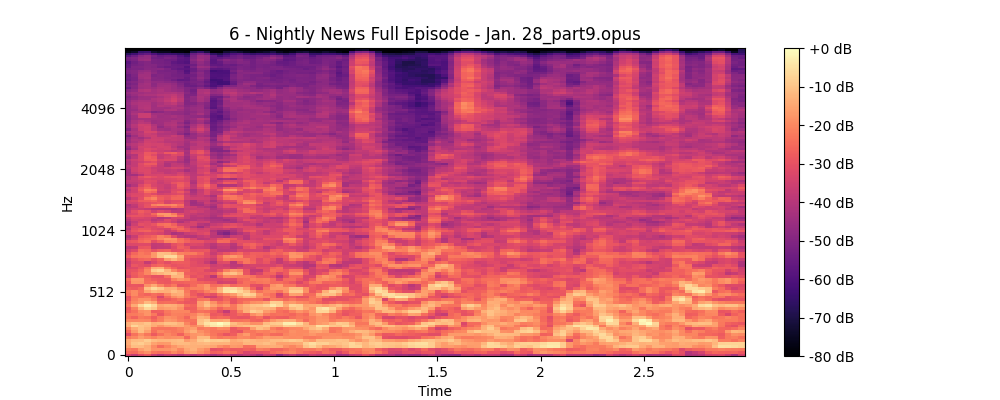 6 - Nightly News Full Episode - Jan. 28_part9.opus
Hz
4096
2048
1024
512
0
0
0.5
1
1.5
2
2.5
Time
+0 dB
-10 dB
-20 dB
-30 dB
-40 dB
-50 dB
-60 dB
-70 dB
-80 dB